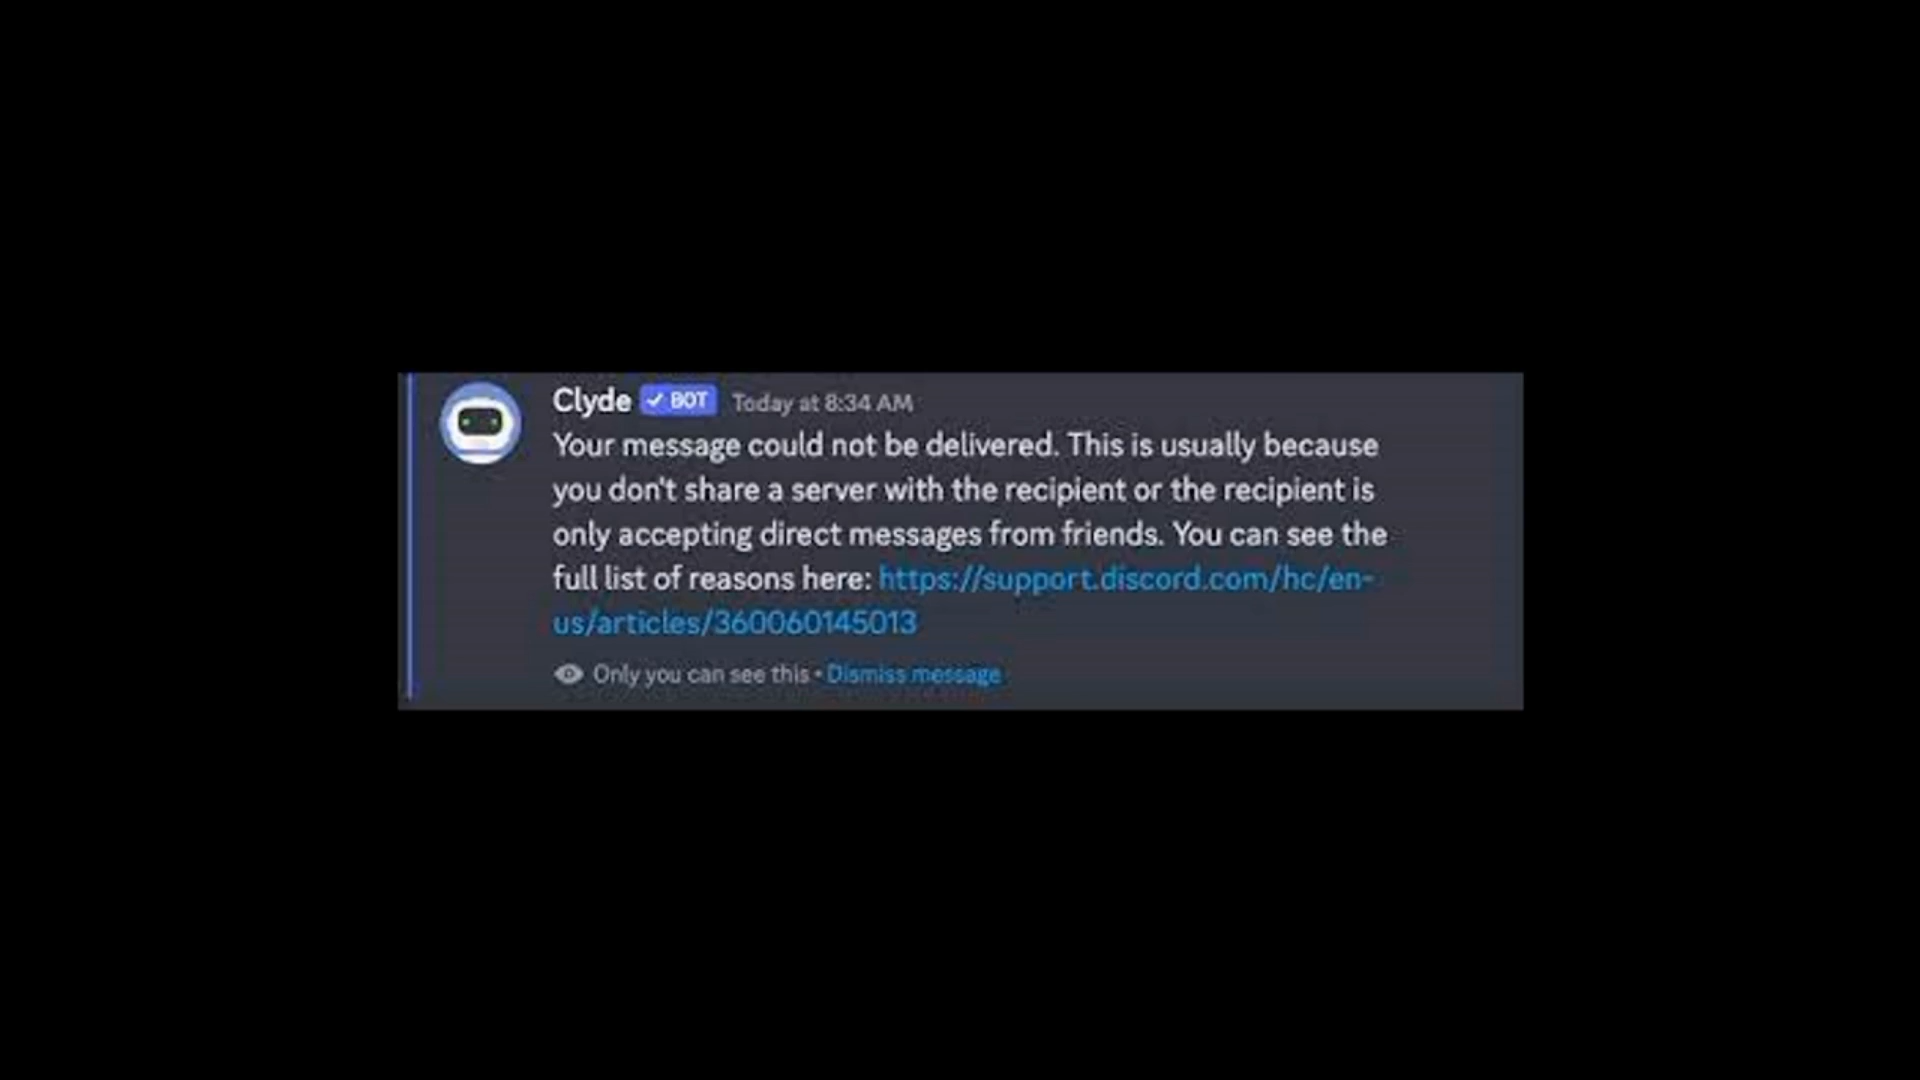 Clyde ✓ BOT Today at 8:34 AM
Your message could not be delivered. This is usually because
you don't share a server with the recipient or the recipient is
only accepting direct messages from friends. You can see the
full list of reasons here: https://support.discord.com/hc/en-
us/articles/360060145013
Only you can see this • Dismiss message